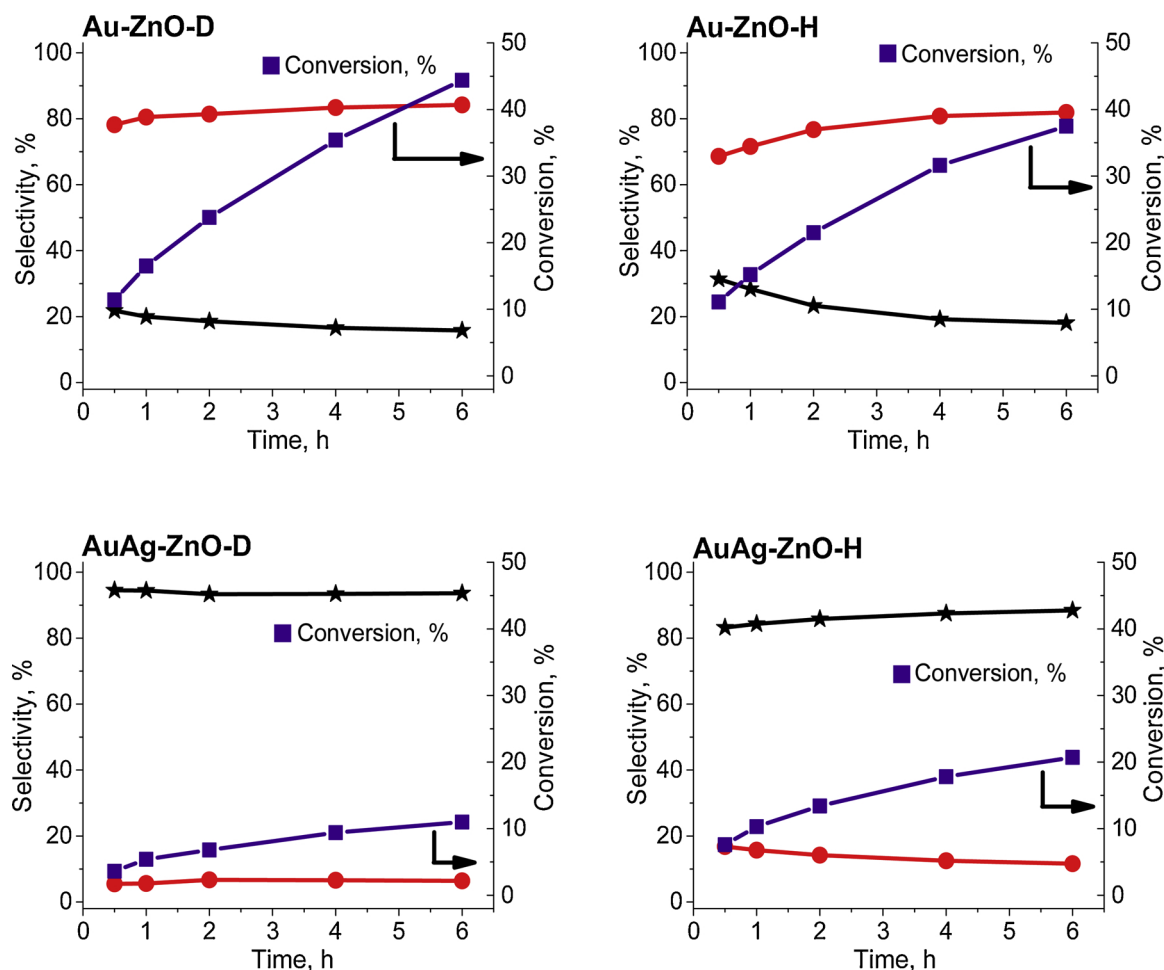 Au-ZnO-D
Selectivity, %
100
80
60
40
20
0
Conversion, %
50
40
30
20
10
0
Conversion, %
0 1 2 3 4 5 6
Time, h
Au-ZnO-H
Selectivity, %
100
80
60
40
20
0
Conversion, %
50
40
30
20
10
0
Conversion, %
0 1 2 3 4 5 6
Time, h
AuAg-ZnO-D
Selectivity, %
100
80
60
40
20
0
Conversion, %
50
40
30
20
10
0
Conversion, %
0 1 2 3 4 5 6
Time, h
AuAg-ZnO-H
Selectivity, %
100
80
60
40
20
0
Conversion, %
50
40
30
20
10
0
Conversion, %
0 1 2 3 4 5 6
Time, h